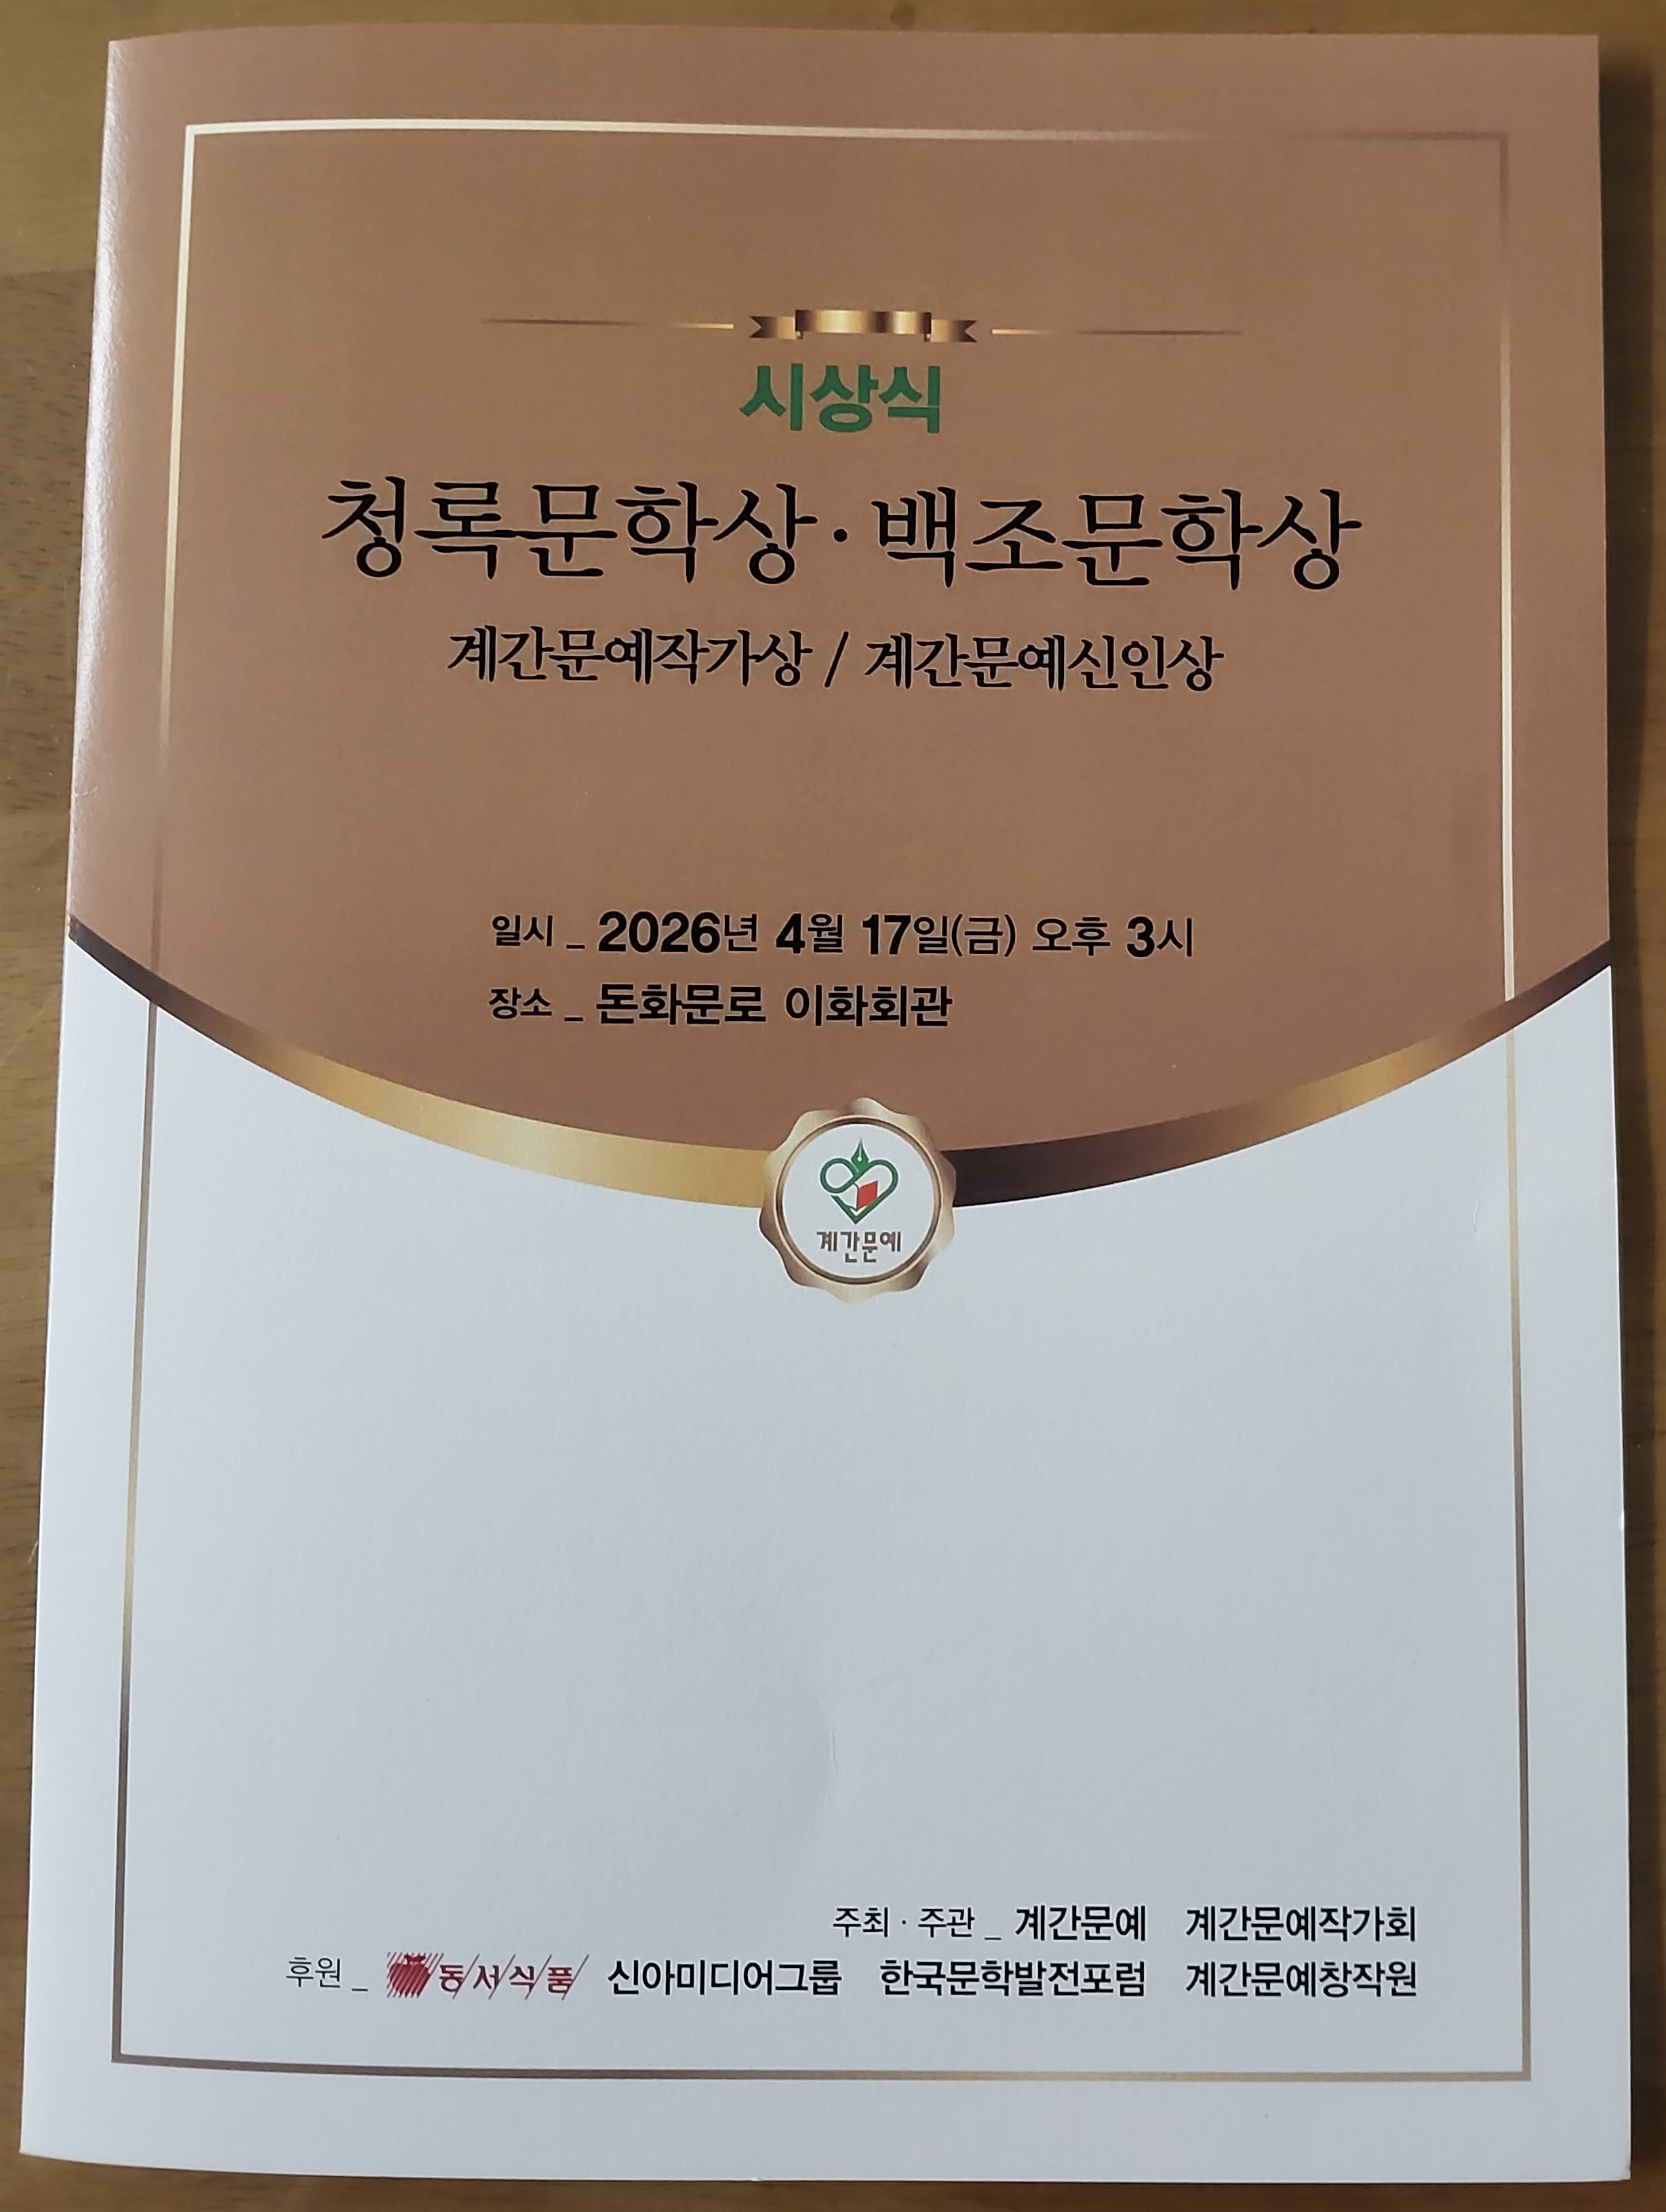 시상식
청록문학상·백조문학상
계간문예작가상 / 계간문예신인상
일시 _ 2026년 4월 17일(금) 오후 3시
장소 _ 돈화문로 이화회관
계간문예
주최 · 주관 _ 계간문예 계간문예작가회
후원 _ 동서식품 신아미디어그룹 한국문학발전포럼 계간문예창작원